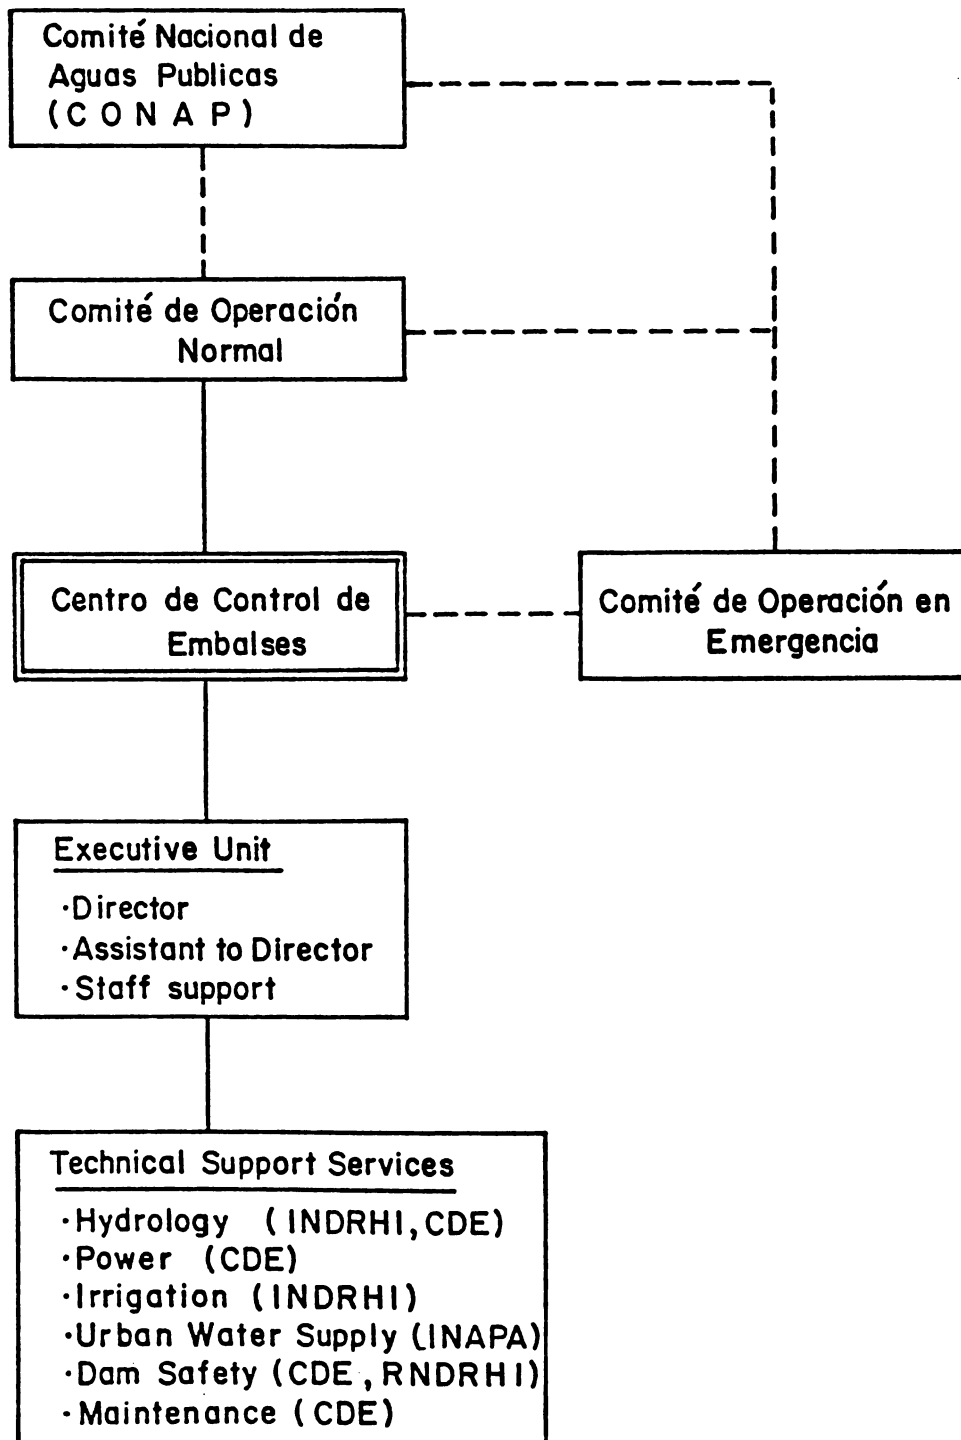 Comité Nacional de
Aguas Publicas
(CONAP)
Comité de Operación
Normal
Centro de Control de
Embalses
Comité de Operación en
Emergencia
Executive Unit
·Director
·Assistant to Director
·Staff support
Technical Support Services
·Hydrology (INDRHI, CDE)
·Power (CDE)
·Irrigation (INDRHI)
·Urban Water Supply (INAPA)
·Dam Safety (CDE, RNDRHI)
·Maintenance (CDE)